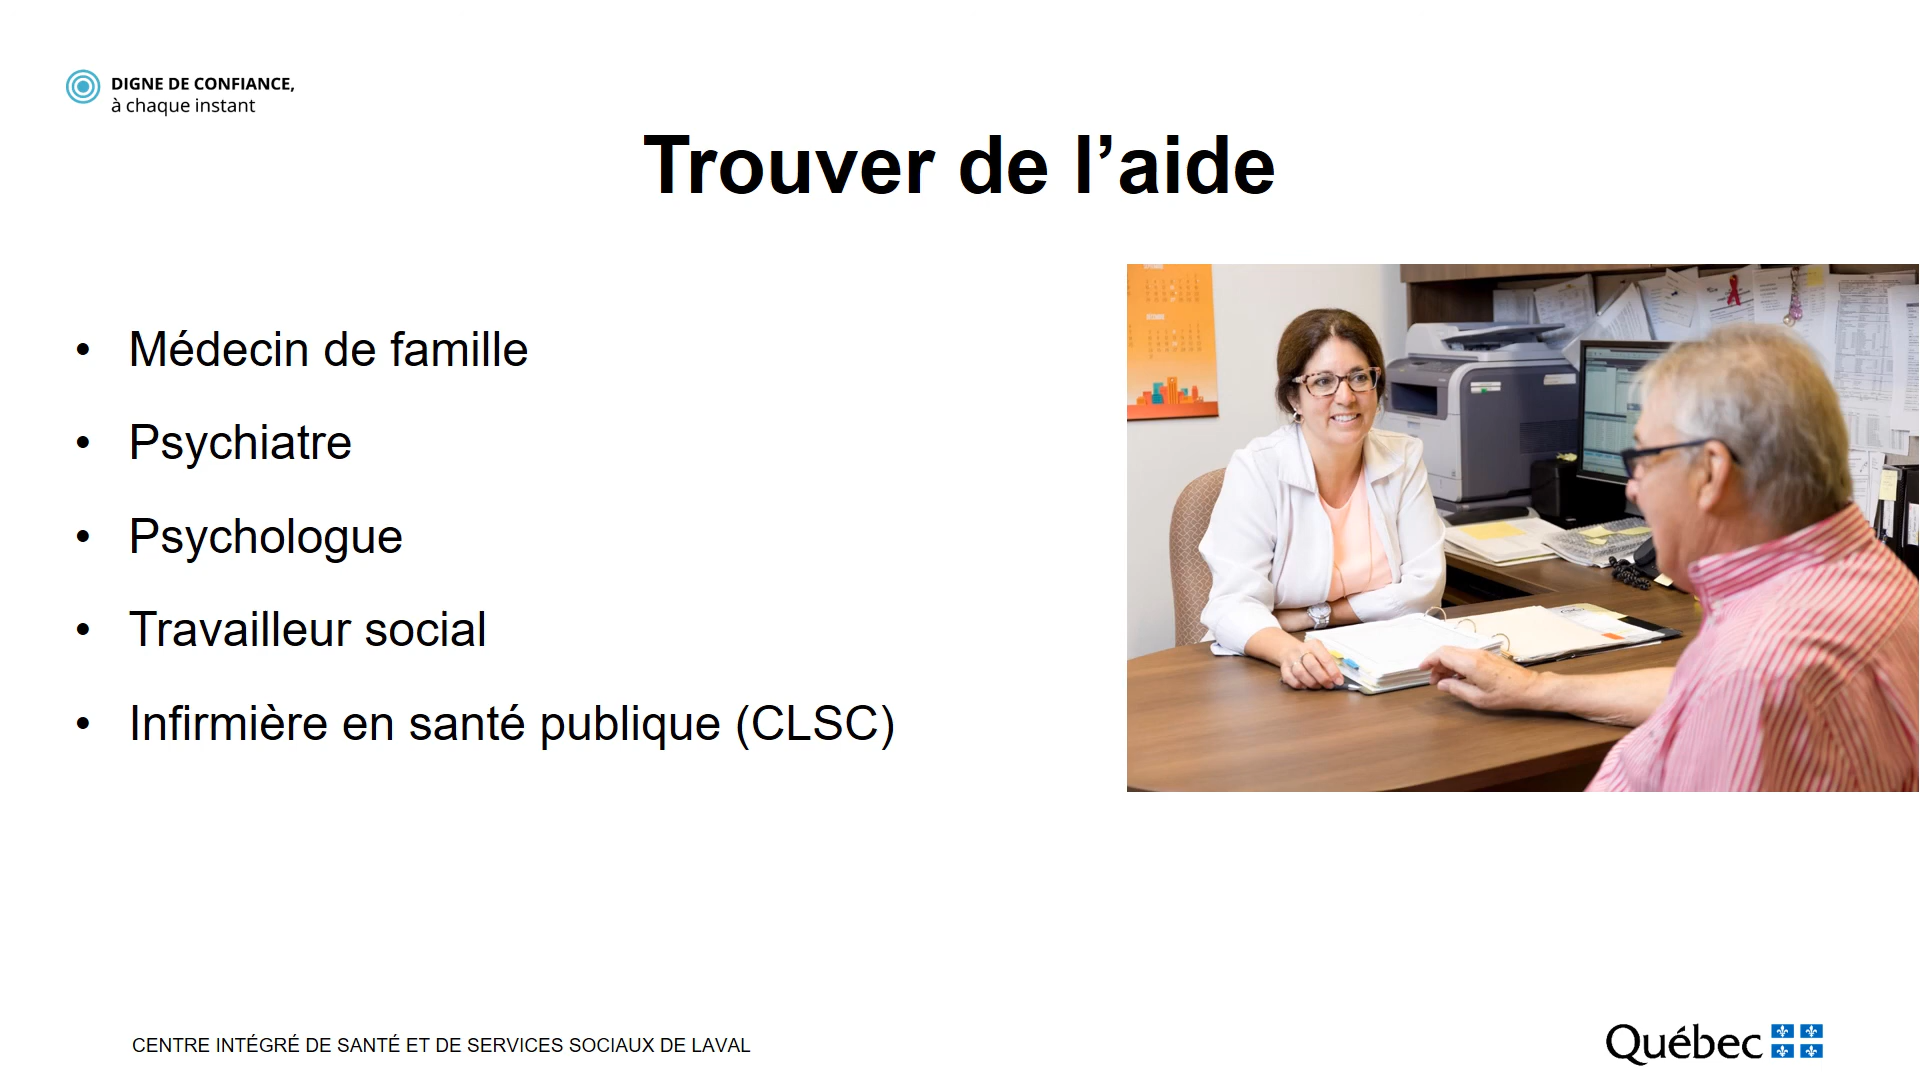 DIGNE DE CONFIANCE,
à chaque instant
Trouver de l’aide
• Médecin de famille
• Psychiatre
• Psychologue
• Travailleur social
• Infirmière en santé publique (CLSC)
CENTRE INTÉGRÉ DE SANTÉ ET DE SERVICES SOCIAUX DE LAVAL
Québec